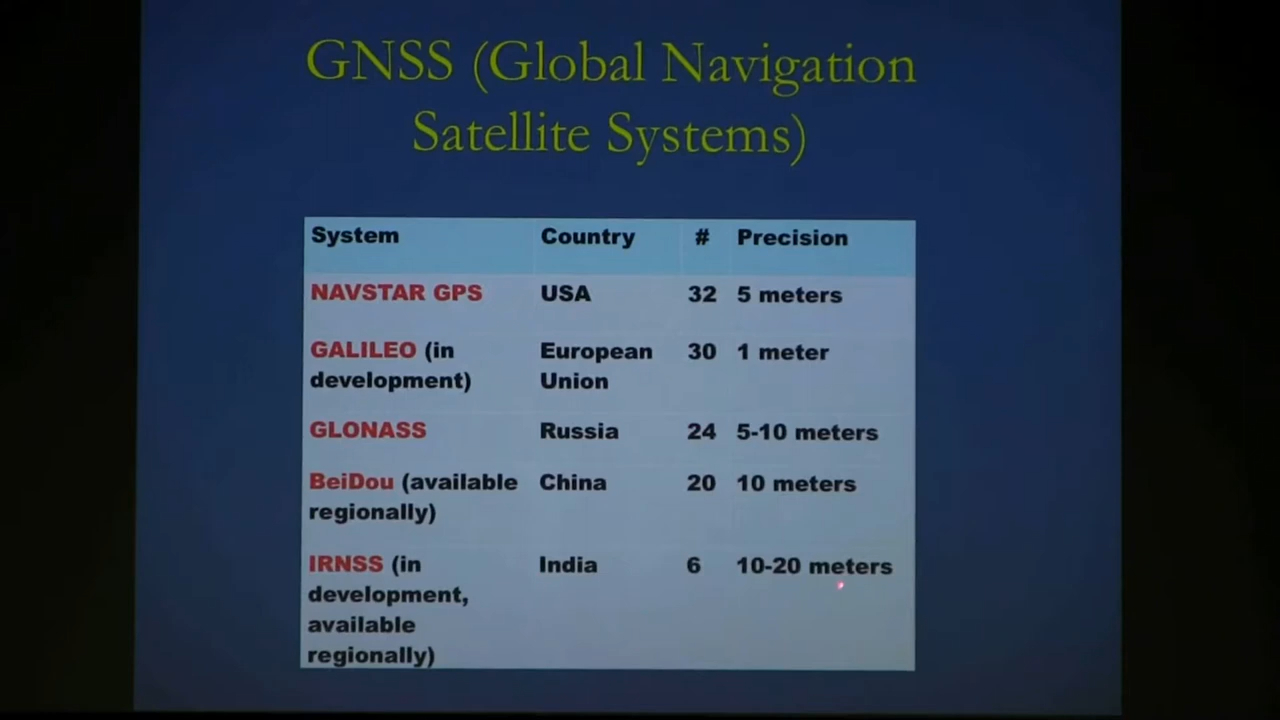 GNSS (Global Navigation
Satellite Systems)
System Country # Precision
NAVSTAR GPS USA 32 5 meters
GALILEO (in European 30 1 meter
development) Union
GLONASS Russia 24 5-10 meters
BeiDou (available China 20 10 meters
regionally)
IRNSS (in India 6 10-20 meters
development,
available
regionally)